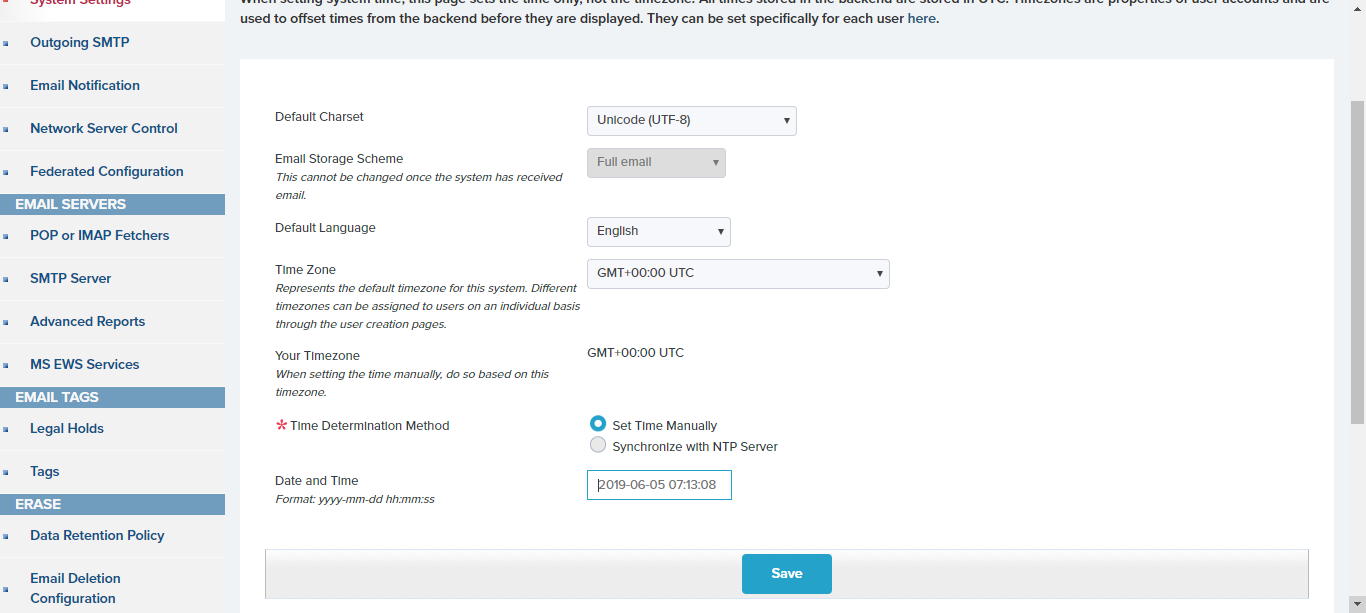 System Settings
Outgoing SMTP
Email Notification
Network Server Control
Federated Configuration
EMAIL SERVERS
POP or IMAP Fetchers
SMTP Server
Advanced Reports
MS EWS Services
EMAIL TAGS
Legal Holds
Tags
ERASE
Data Retention Policy
Email Deletion
Configuration
When setting system time, this page sets the time only, not the timezone. All times stored in the backend are stored in UTC. Timezones are properties of user accounts and are
used to offset times from the backend before they are displayed. They can be set specifically for each user here.
Default Charset
Unicode (UTF-8)
Email Storage Scheme
This cannot be changed once the system has received
email.
Full email
Default Language
English
Time Zone
Represents the default timezone for this system. Different
timezones can be assigned to users on an individual basis
through the user creation pages.
GMT+00:00 UTC
Your Timezone
When setting the time manually, do so based on this
timezone.
GMT+00:00 UTC
* Time Determination Method
Set Time Manually
Synchronize with NTP Server
Date and Time
Format: yyyy-mm-dd hh:mm:ss
2019-06-05 07:13:08
Save